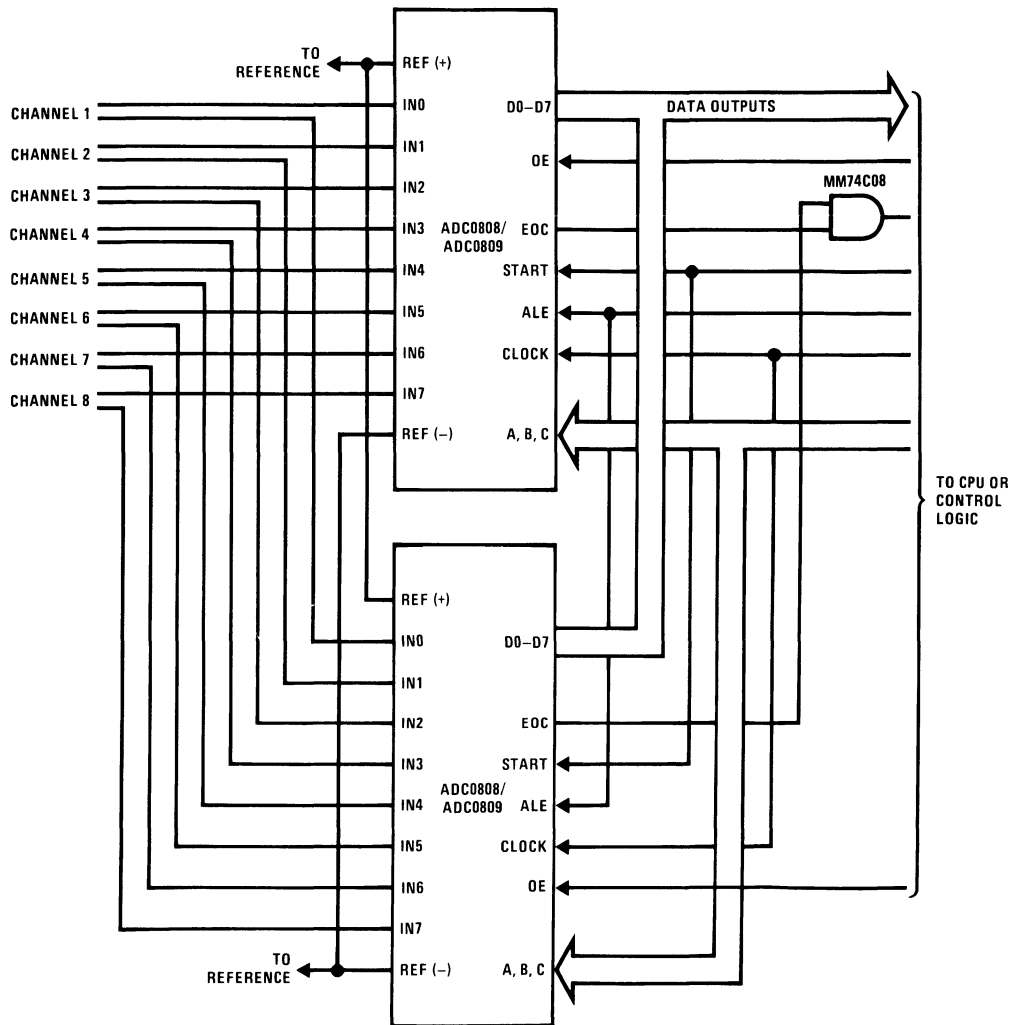 TO
REFERENCE
CHANNEL 1
CHANNEL 2
CHANNEL 3
CHANNEL 4
CHANNEL 5
CHANNEL 6
CHANNEL 7
CHANNEL 8
REF (+)
IN0
IN1
IN2
IN3
IN4
IN5
IN6
IN7
REF (−)
ADC0808/
ADC0809
D0–D7
OE
EOC
START
ALE
CLOCK
A, B, C
DATA OUTPUTS
MM74C08
TO CPU OR
CONTROL
LOGIC
REF (+)
IN0
IN1
IN2
IN3
IN4
IN5
IN6
IN7
REF (−)
ADC0808/
ADC0809
D0–D7
EOC
START
ALE
CLOCK
OE
A, B, C
TO
REFERENCE